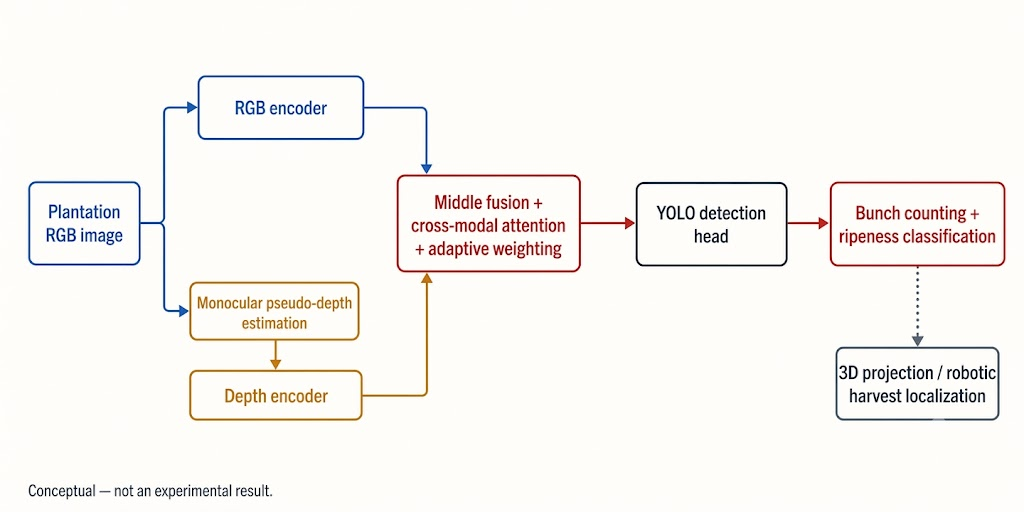 RGB encoder
Plantation
RGB image
Middle fusion +
cross-modal attention
+ adaptive weighting
YOLO detection
head
Bunch counting +
ripeness classification
Monocular pseudo-depth
estimation
Depth encoder
3D projection / robotic
harvest localization
Conceptual — not an experimental result.